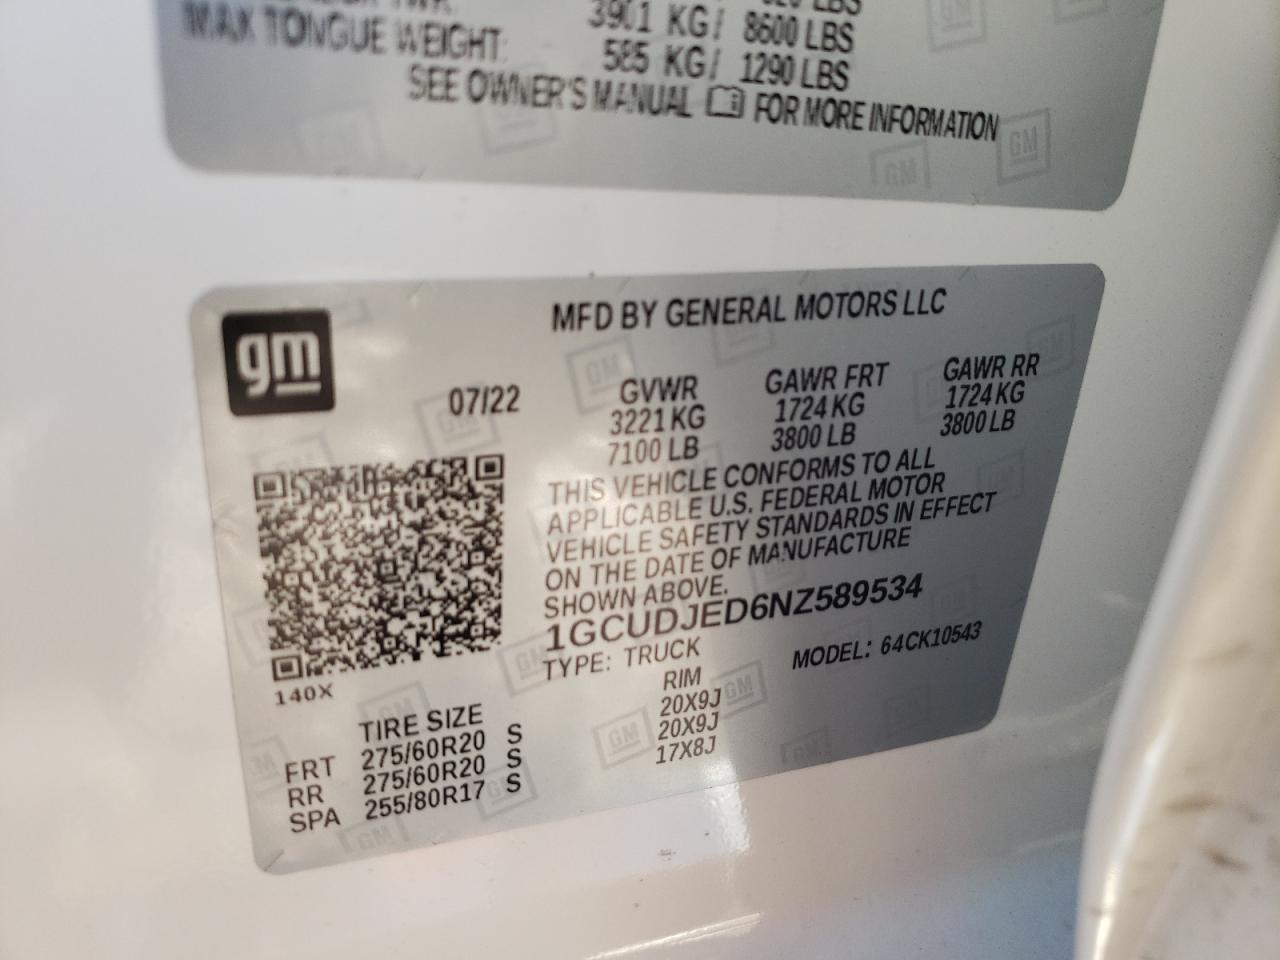 LBS
3901 KG/ 8600 LBS
MAX TONGUE WEIGHT: 585 KG/ 1290 LBS
SEE OWNER'S MANUAL FOR MORE INFORMATION
gm
MFD BY GENERAL MOTORS LLC
07/22 GVWR GAWR FRT GAWR RR
3221 KG 1724 KG 1724 KG
7100 LB 3800 LB 3800 LB
THIS VEHICLE CONFORMS TO ALL
APPLICABLE U.S. FEDERAL MOTOR
VEHICLE SAFETY STANDARDS IN EFFECT
ON THE DATE OF MANUFACTURE
SHOWN ABOVE.
1GCUDJED6NZ589534
TYPE: TRUCK MODEL: 64CK10543
140X
TIRE SIZE RIM
FRT 275/60R20 S 20X9J
RR 275/60R20 S 20X9J
SPA 255/80R17 S 17X8J